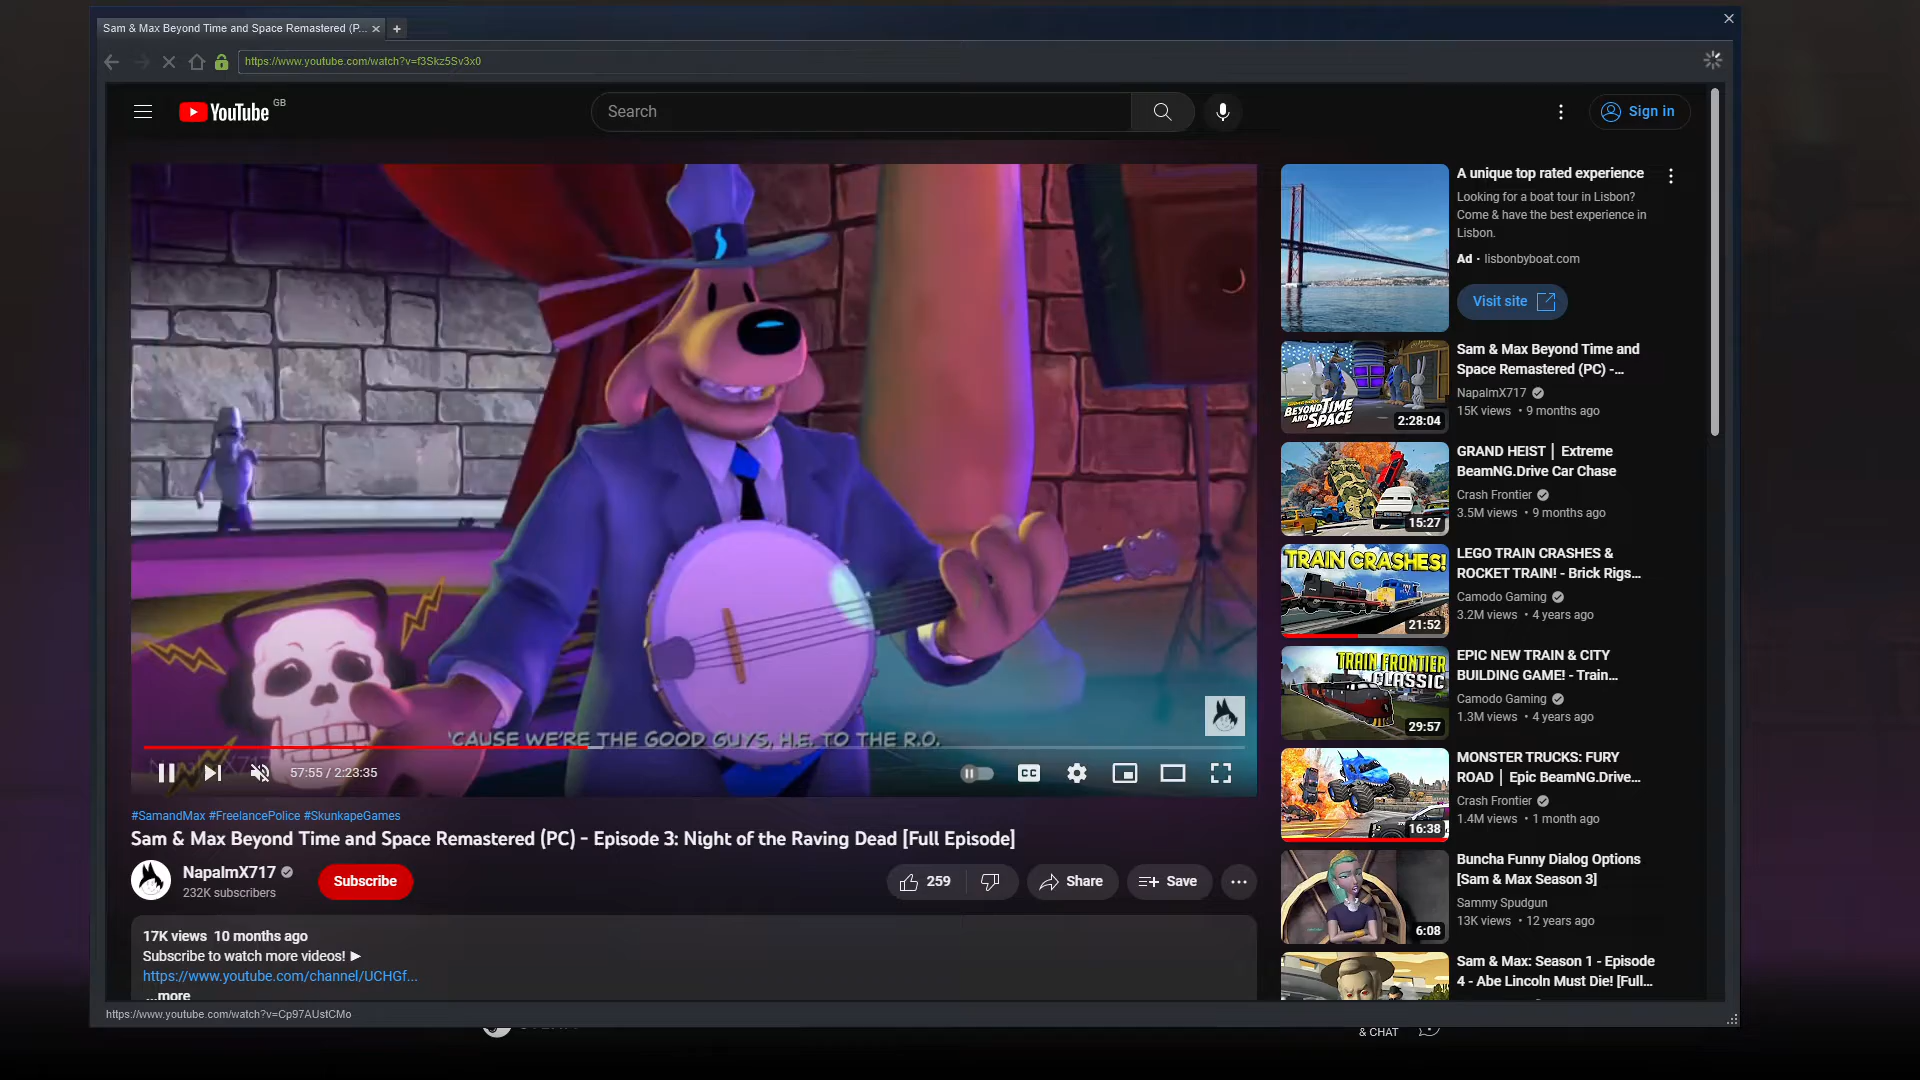 Sam & Max Beyond Time and Space Remastered (P...
https://www.youtube.com/watch?v=f3Skz5Sv3x0
YouTube GB
Search
Sign in
'CAUSE WE'RE THE GOOD GUYS, H.E. TO THE R.O.
57:55 / 2:23:35
CC
#SamandMax #FreelancePolice #SkunkapeGames
Sam & Max Beyond Time and Space Remastered (PC) - Episode 3: Night of the Raving Dead [Full Episode]
NapalmX717
232K subscribers
Subscribe
259
Share
Save
17K views 10 months ago
Subscribe to watch more videos! ►
https://www.youtube.com/channel/UCHGf...
...more
A unique top rated experience
Looking for a boat tour in Lisbon?
Come & have the best experience in
Lisbon.
Ad · lisbonbyboat.com
Visit site
BEYOND TIME
AND SPACE
2:28:04
Sam & Max Beyond Time and
Space Remastered (PC) -...
NapalmX717
15K views • 9 months ago
15:27
GRAND HEIST | Extreme
BeamNG.Drive Car Chase
Crash Frontier
3.5M views • 9 months ago
TRAIN CRASHES!
21:52
LEGO TRAIN CRASHES &
ROCKET TRAIN! - Brick Rigs...
Camodo Gaming
3.2M views • 4 years ago
TRAIN FRONTIER
CLASSIC
29:57
EPIC NEW TRAIN & CITY
BUILDING GAME! - Train...
Camodo Gaming
1.3M views • 4 years ago
16:38
MONSTER TRUCKS: FURY
ROAD | Epic BeamNG.Drive...
Crash Frontier
1.4M views • 1 month ago
6:08
Buncha Funny Dialog Options
[Sam & Max Season 3]
Sammy Spudgun
13K views • 12 years ago
Sam & Max: Season 1 - Episode
4 - Abe Lincoln Must Die! [Full...
https://www.youtube.com/watch?v=Cp97AUstCMo
& CHAT